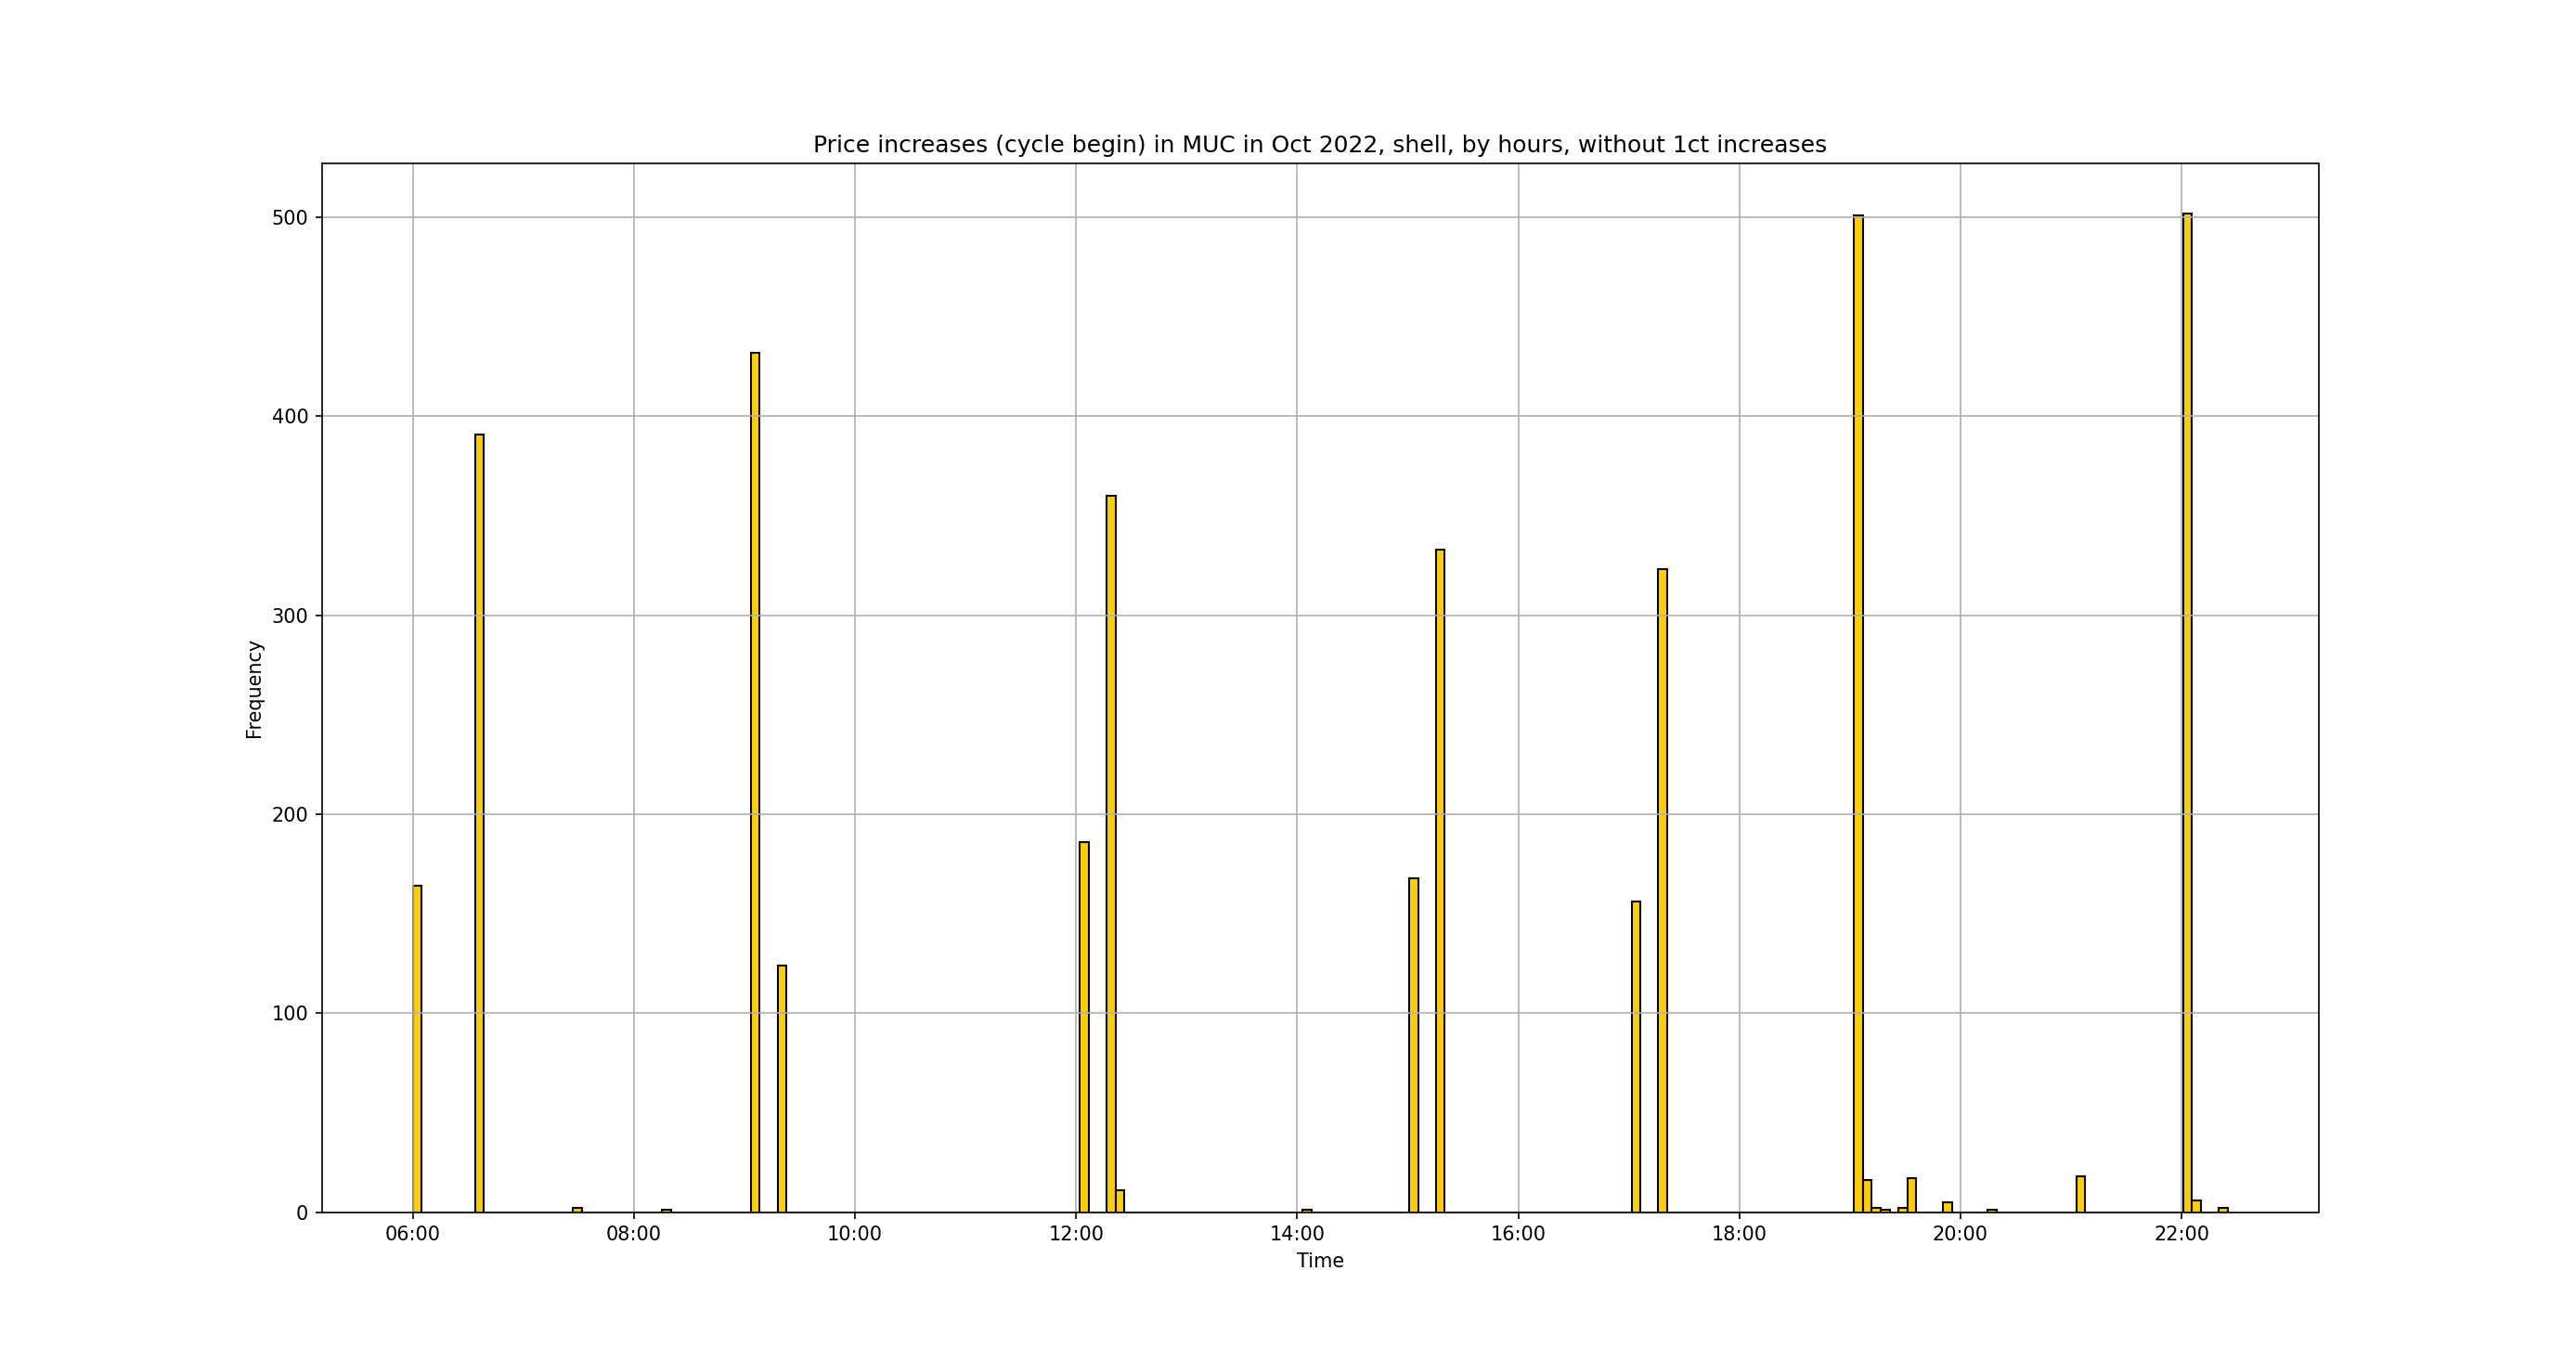 Price increases (cycle begin) in MUC in Oct 2022, shell, by hours, without 1ct increases
500
400
300
200
100
0
Frequency
06:00 08:00 10:00 12:00 14:00 16:00 18:00 20:00 22:00
Time